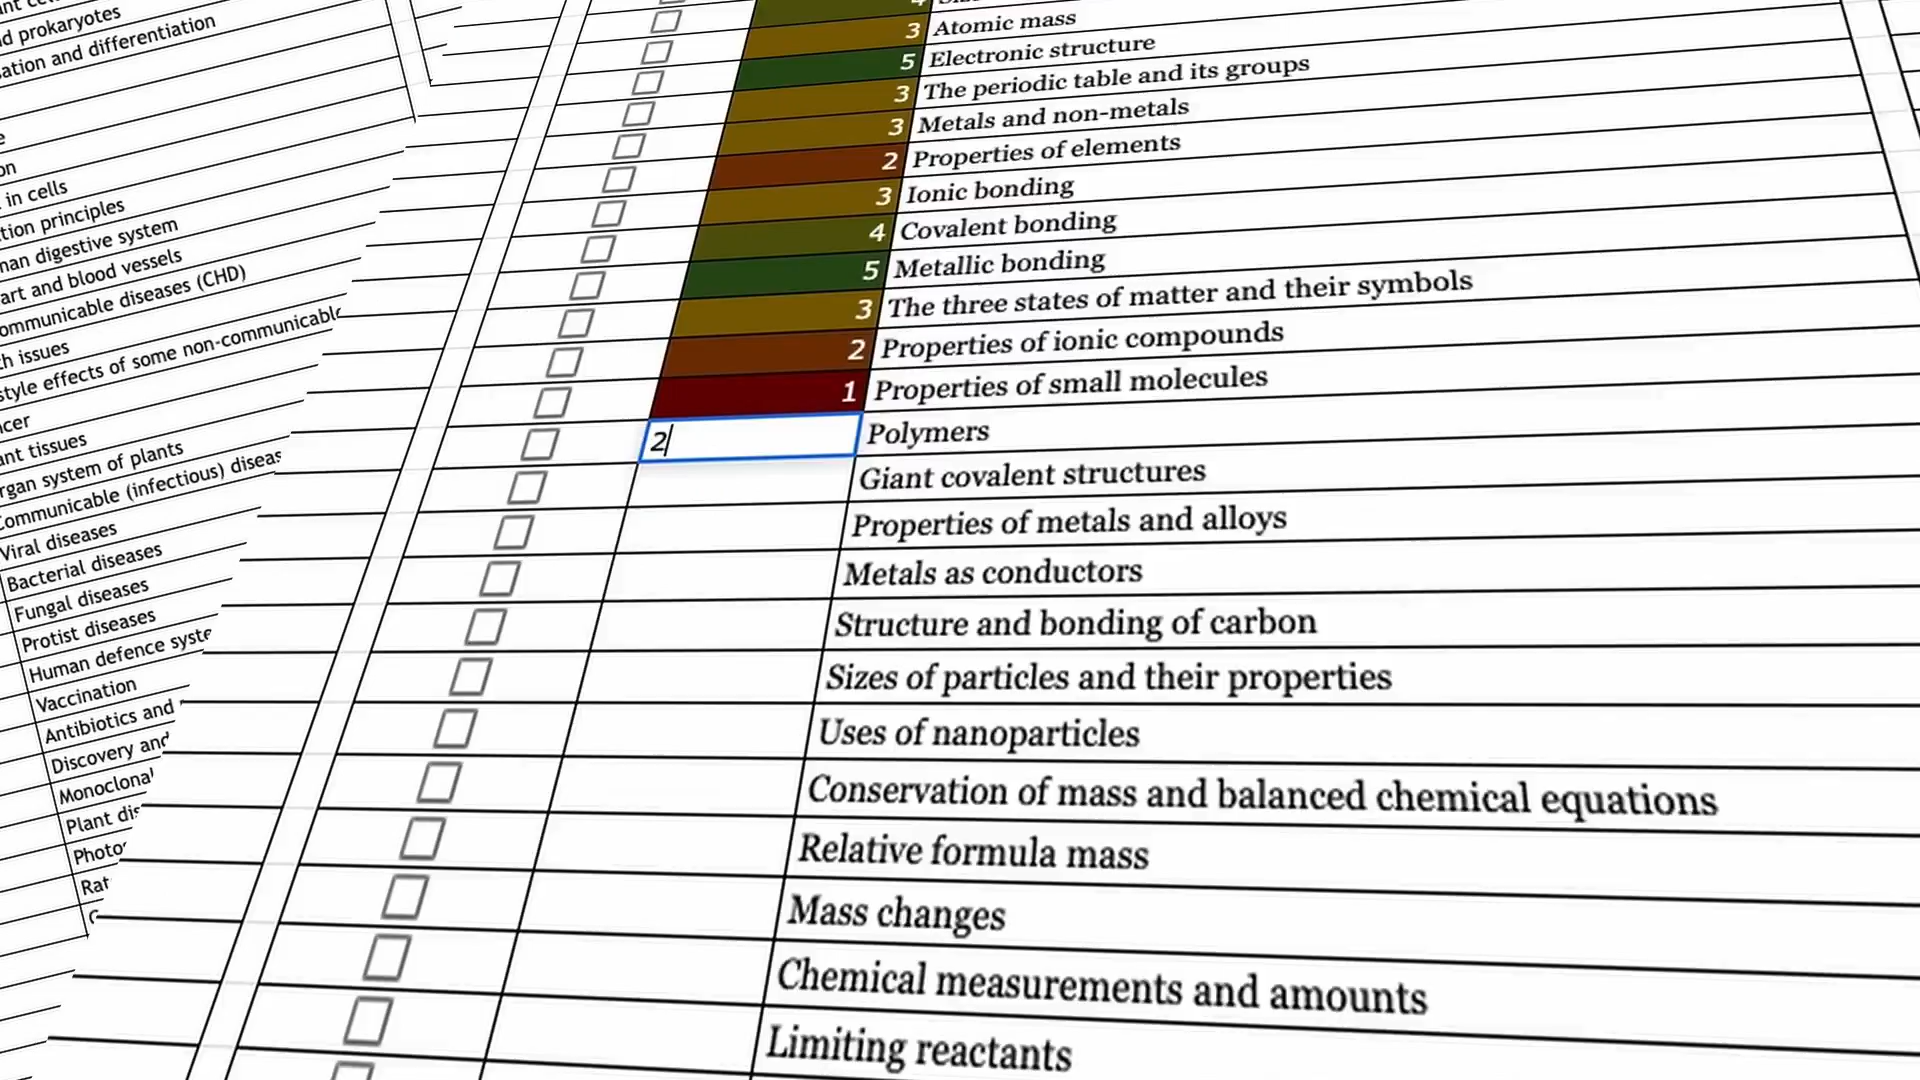 d prokaryotes
ation and differentiation
in cells
tion principles
man digestive system
art and blood vessels
ommunicable diseases (CHD)
h issues
style effects of some non-communicable
cer
ant tissues
rgan system of plants
Communicable (infectious) diseas
Viral diseases
Bacterial diseases
Fungal diseases
Protist diseases
Human defence syste
Vaccination
Antibiotics and
Discovery and
Monoclonal
Plant dis
Photo
Rat
4
3 Atomic mass
5 Electronic structure
3 The periodic table and its groups
3 Metals and non-metals
2 Properties of elements
3 Ionic bonding
4 Covalent bonding
5 Metallic bonding
3 The three states of matter and their symbols
2 Properties of ionic compounds
1 Properties of small molecules
2 Polymers
Giant covalent structures
Properties of metals and alloys
Metals as conductors
Structure and bonding of carbon
Sizes of particles and their properties
Uses of nanoparticles
Conservation of mass and balanced chemical equations
Relative formula mass
Mass changes
Chemical measurements and amounts
Limiting reactants